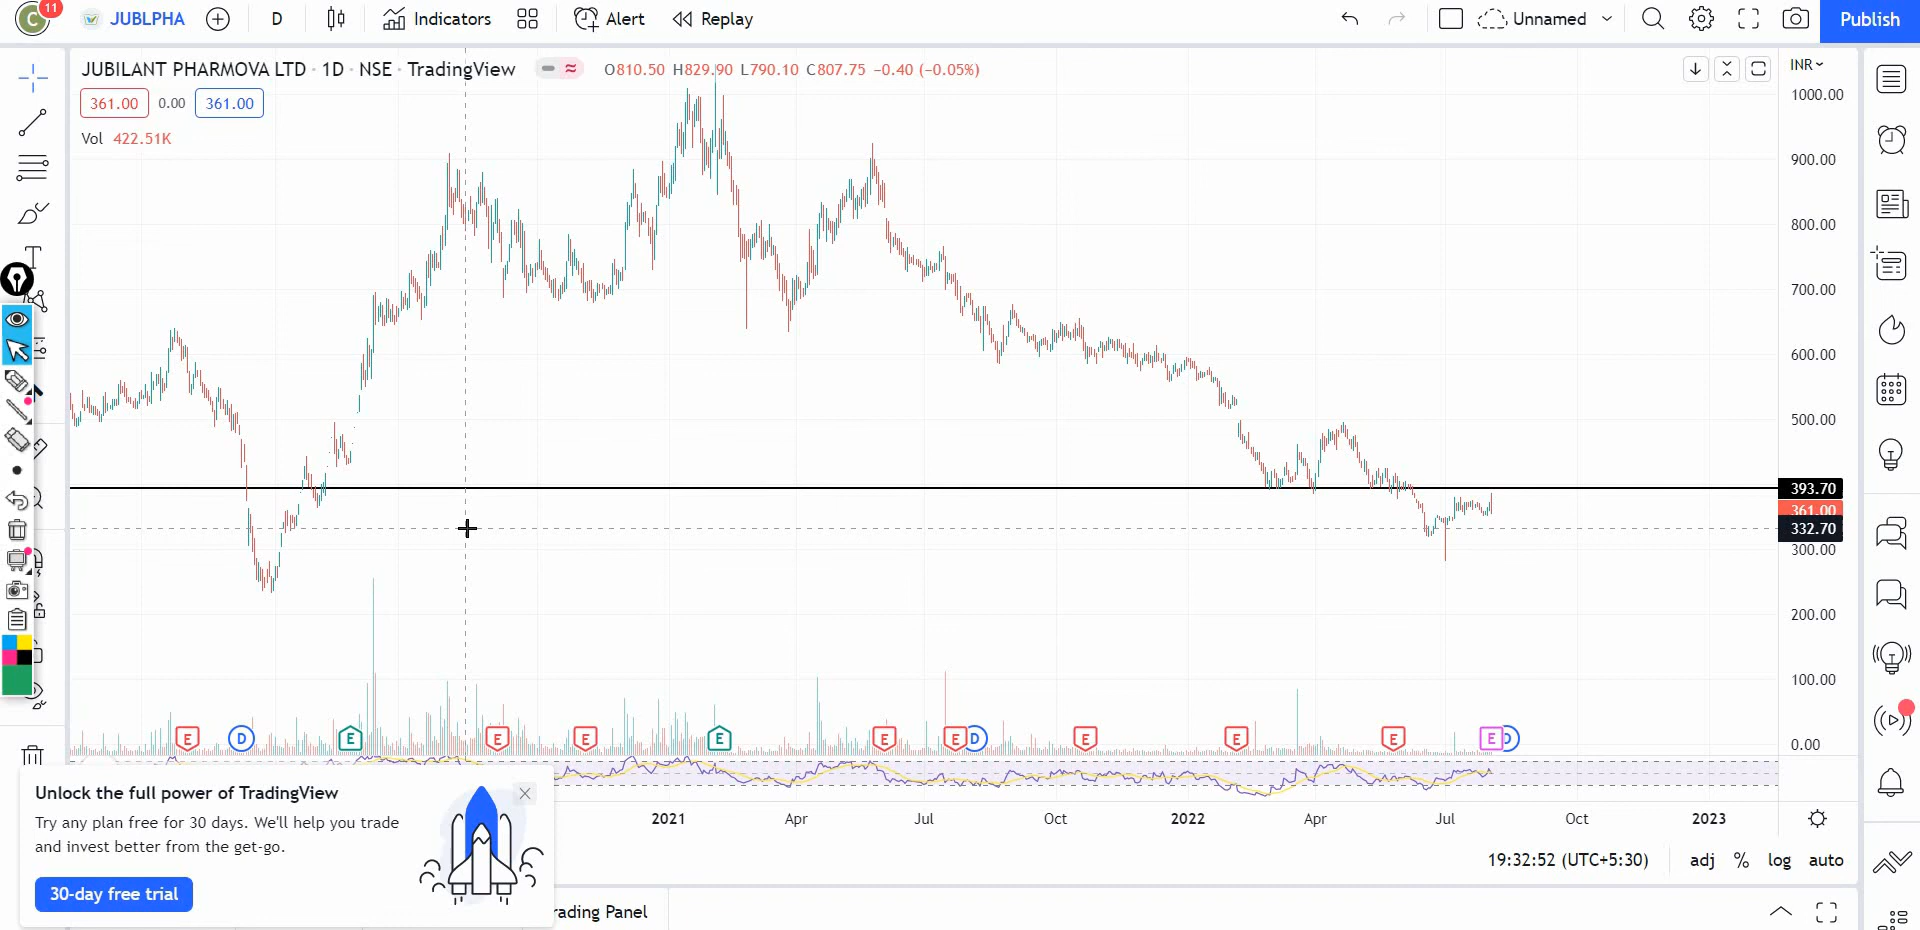 C 11 JUBLPHA D Indicators Alert Replay Unnamed Publish
JUBILANT PHARMOVA LTD · 1D · NSE · TradingView O810.50 H829.90 L790.10 C807.75 −0.40 (−0.05%) INR
361.00 0.00 361.00
Vol 422.51K
1000.00
900.00
800.00
700.00
600.00
500.00
393.70
361.00
332.70
300.00
200.00
100.00
0.00
E D E E E E E E D E E E E D
2021 Apr Jul Oct 2022 Apr Jul Oct 2023
Unlock the full power of TradingView
Try any plan free for 30 days. We'll help you trade
and invest better from the get-go.
30-day free trial
19:32:52 (UTC+5:30) adj % log auto
rading Panel